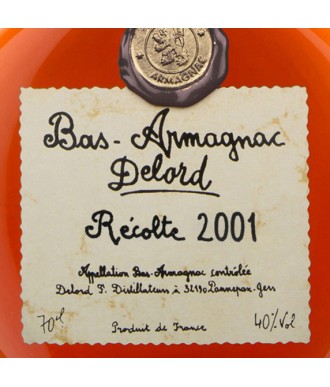 ARMAGNAC
Bas-Armagnac
Delord
Récolte 2001
Appellation Bas-Armagnac contrôlée
Delord F. Distillateurs à 32190 Lannepax-Gers
70cl
40% Vol
Produit de France